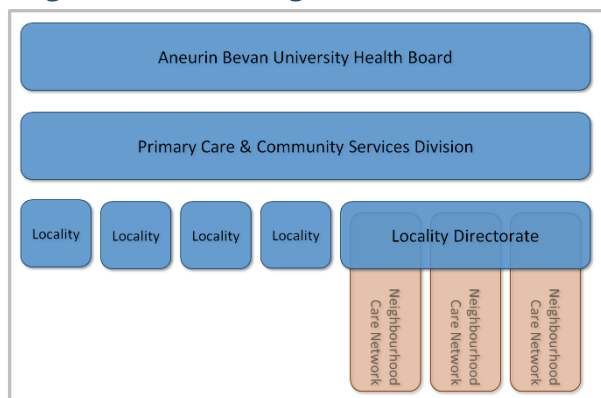 Aneurin Bevan University Health Board
Primary Care & Community Services Division
Locality
Locality
Locality
Locality
Locality Directorate
Neighbourhood
Care Network
Neighbourhood
Care Network
Neighbourhood
Care Network